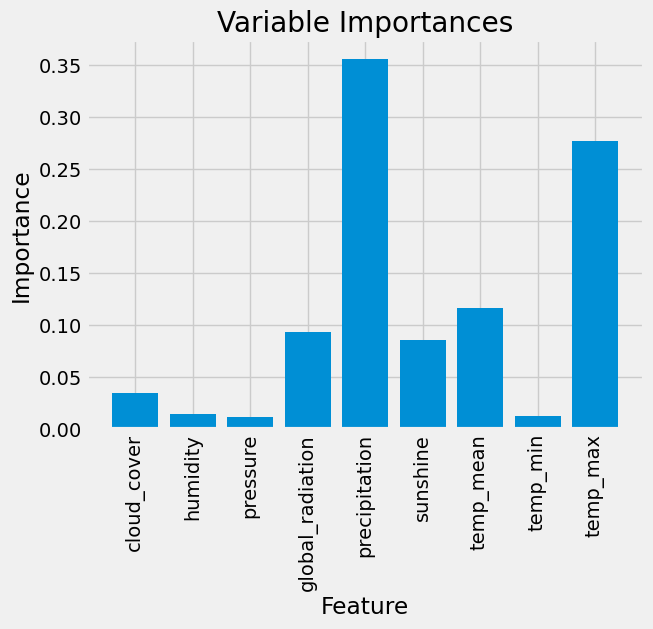 Variable Importances
Importance
0.35
0.30
0.25
0.20
0.15
0.10
0.05
0.00
cloud_cover
humidity
pressure
global_radiation
precipitation
sunshine
temp_mean
temp_min
temp_max
Feature